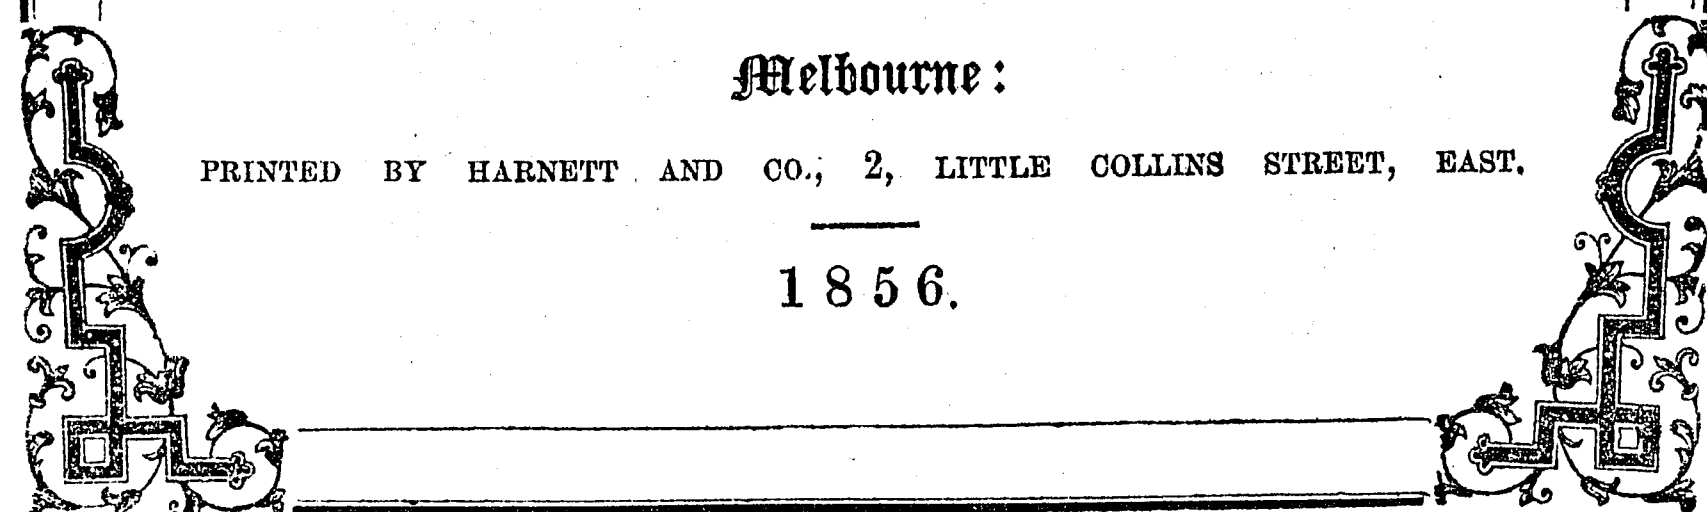 Melbourne:
PRINTED BY HARNETT AND CO., 2, LITTLE COLLINS STREET, EAST.
1856.